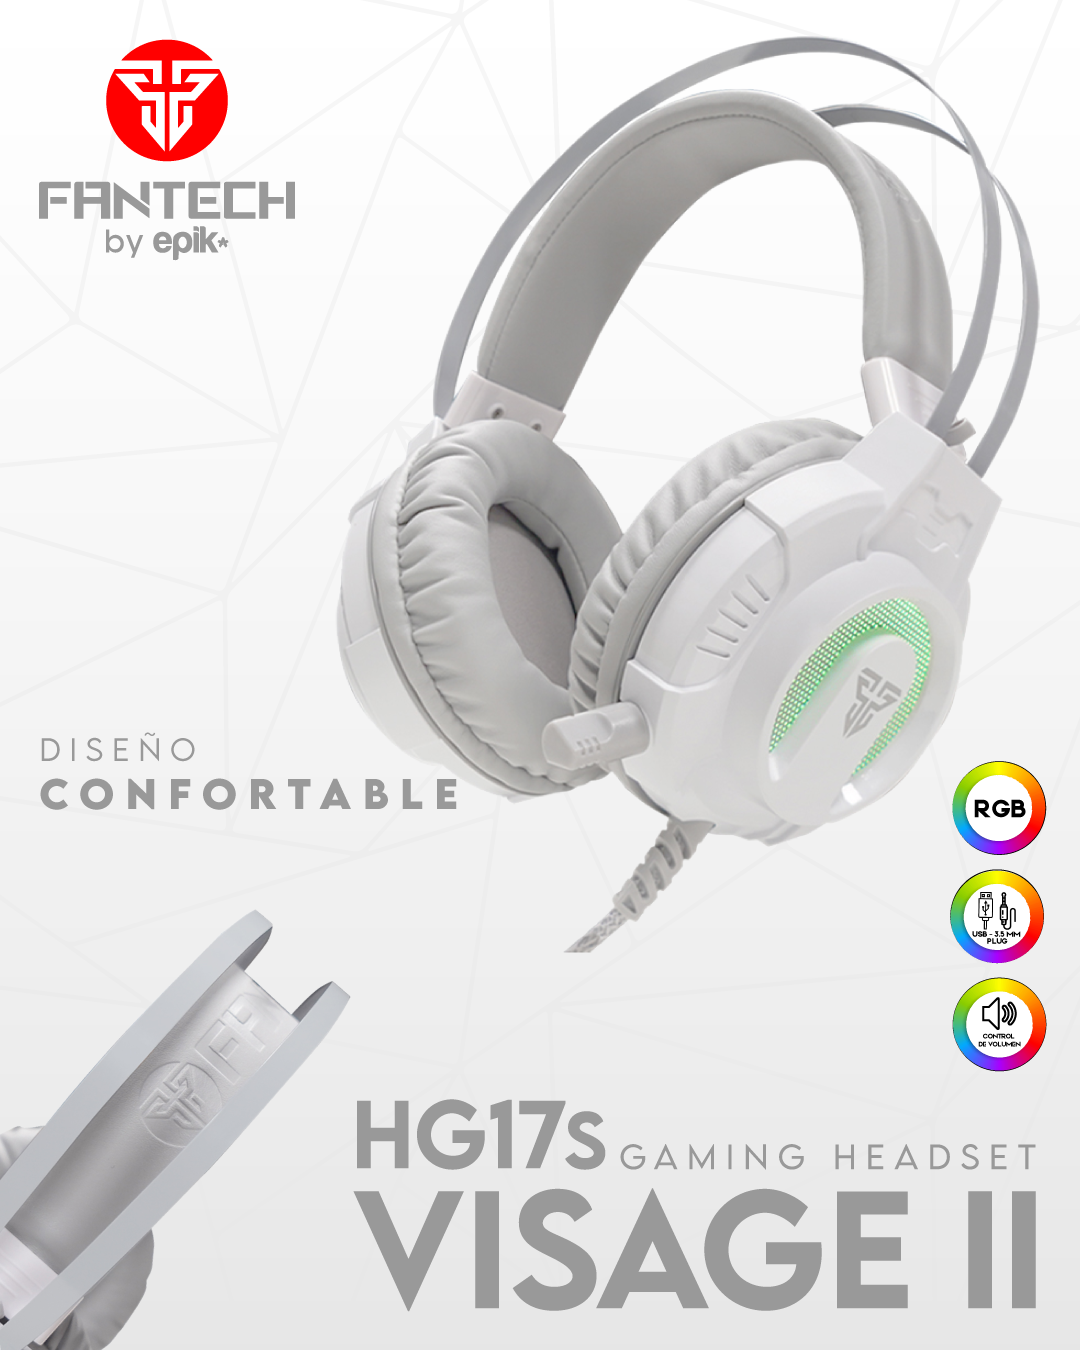 FANTECH
by epik*
DISEÑO
CONFORTABLE
RGB
USB - 3.5 MM
PLUG
CONTROL
DE VOLUMEN
HG17s GAMING HEADSET
VISAGE II